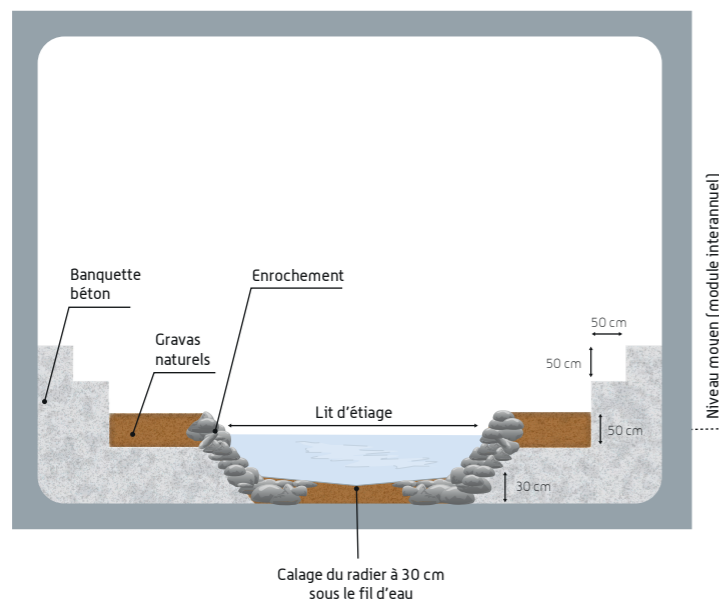 Banquette
béton
Enrochement
Gravas
naturels
50 cm
50 cm
Lit d'étiage
50 cm
30 cm
Niveau moyen (module interannuel)
Calage du radier à 30 cm
sous le fil d'eau